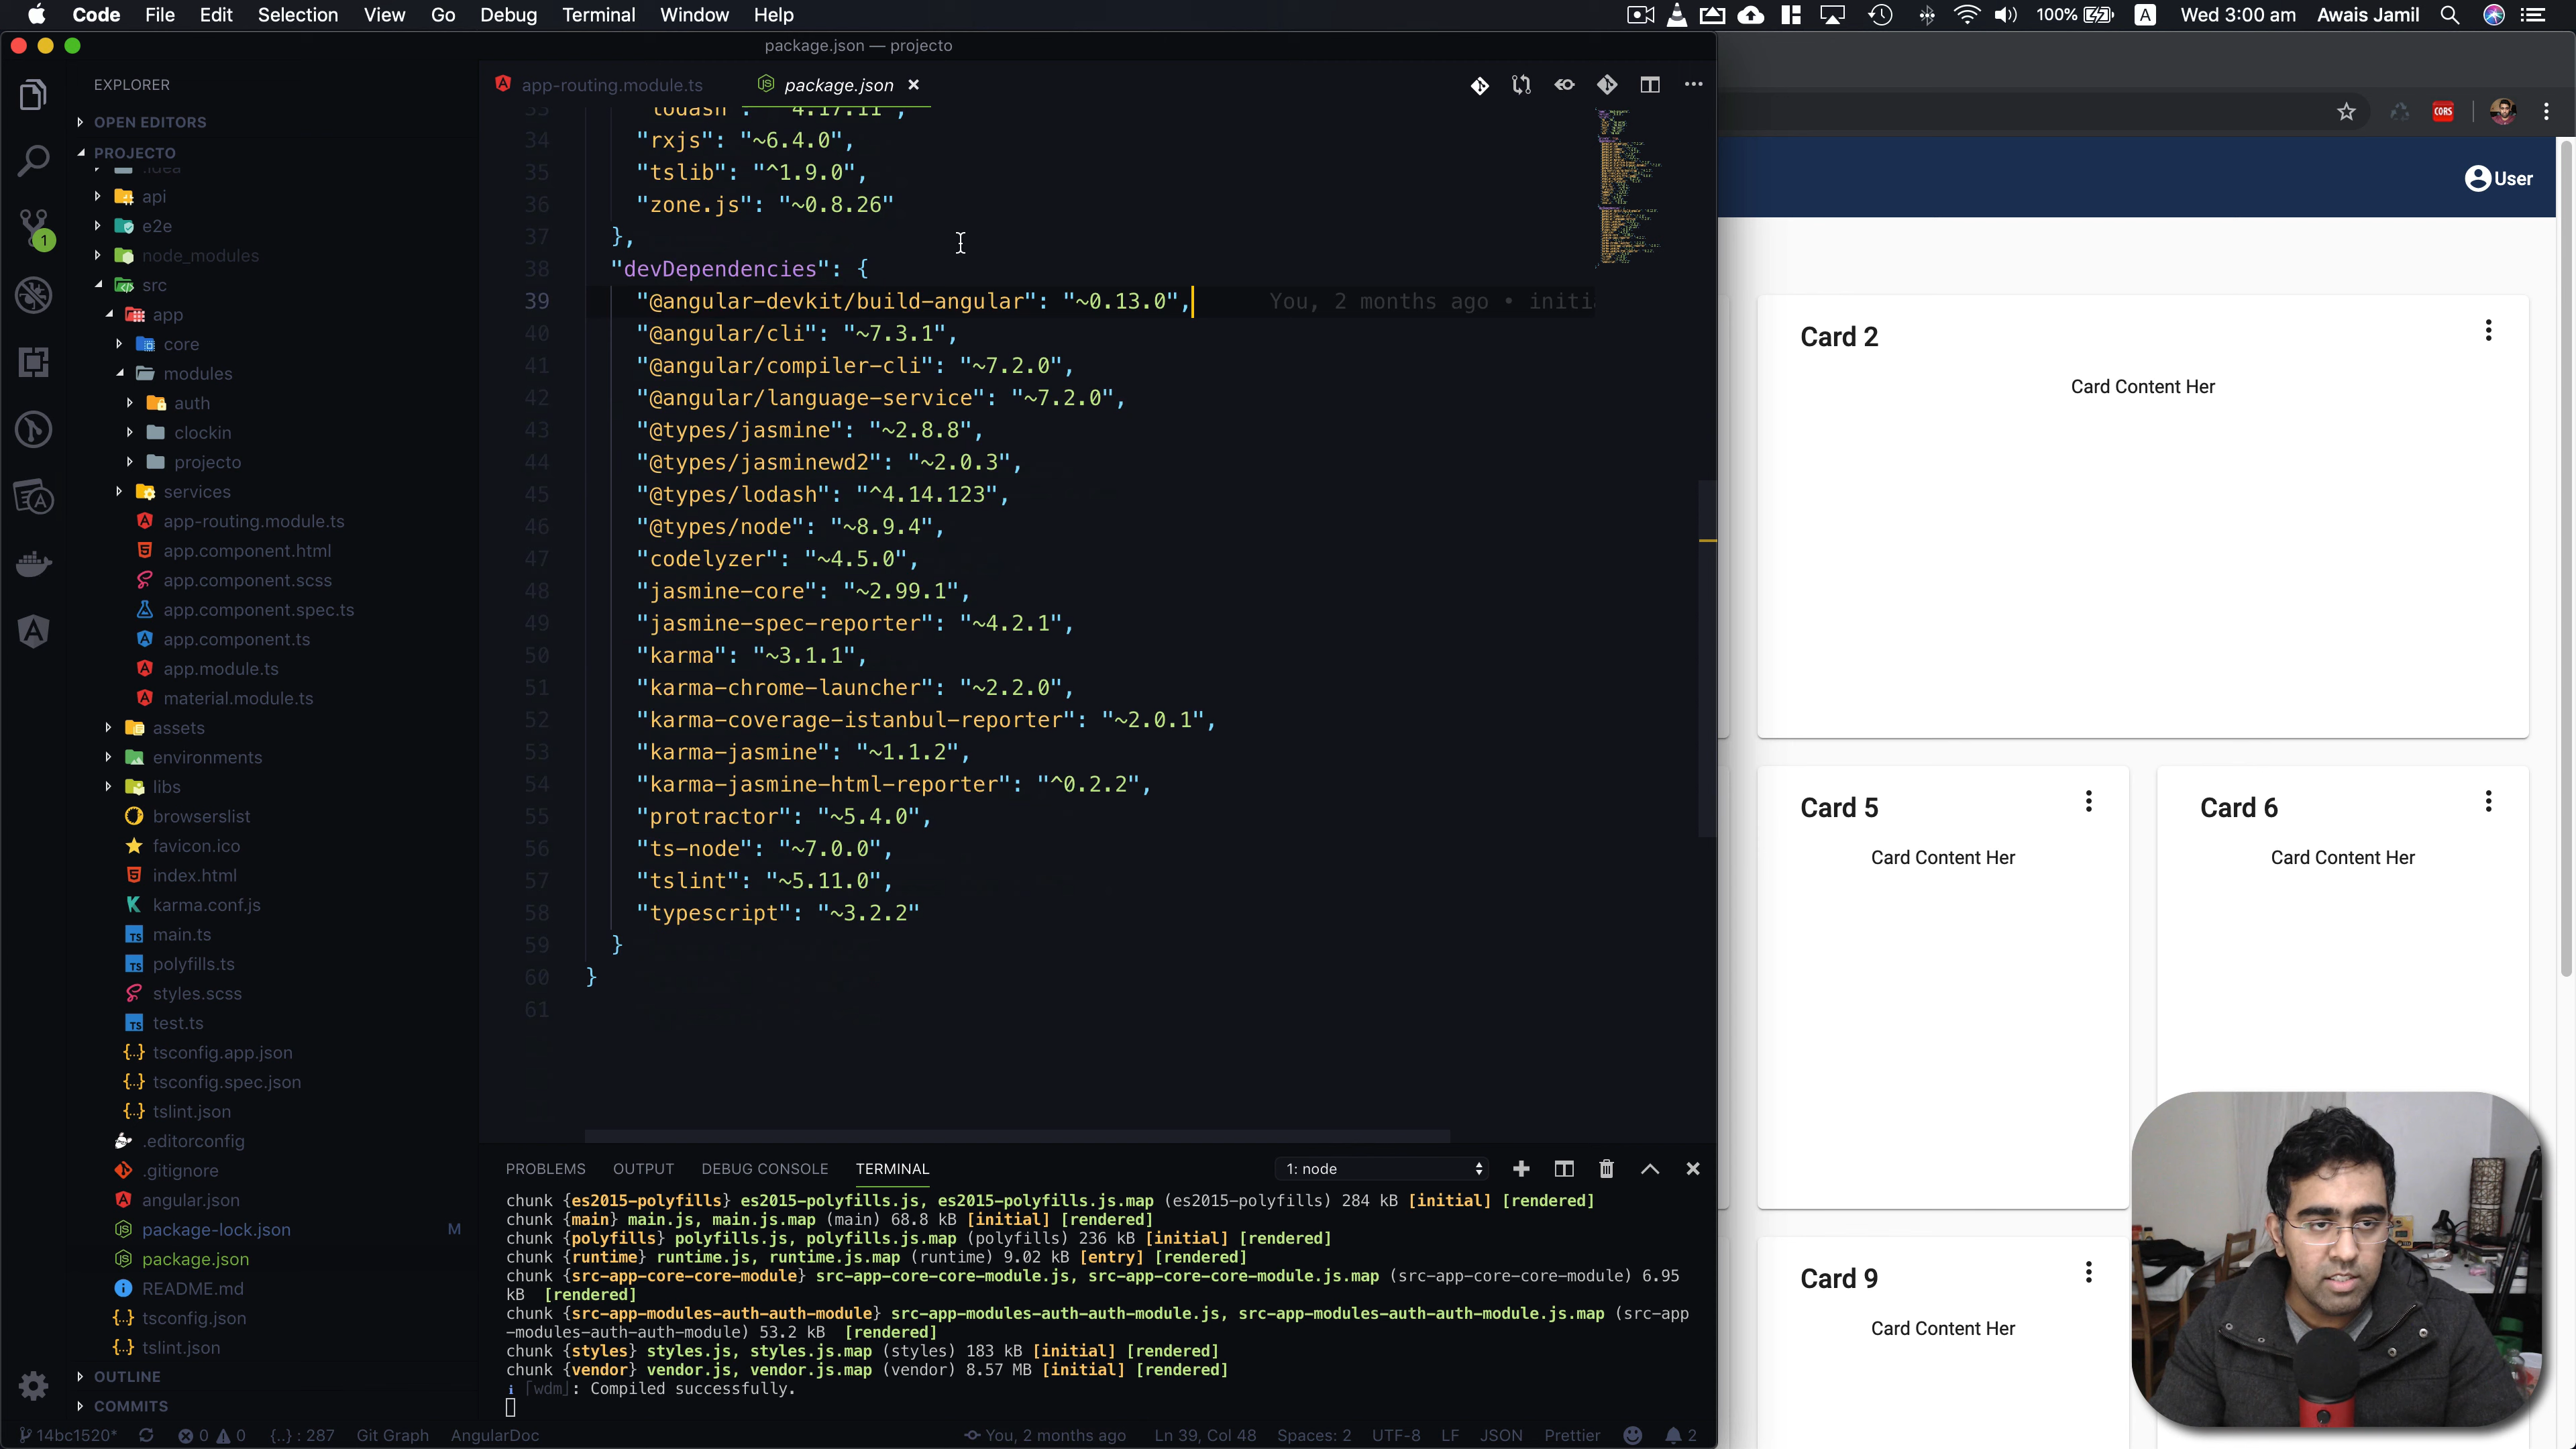 Code File Edit Selection View Go Debug Terminal Window Help
100% A Wed 3:00 am Awais Jamil
package.json — projecto
EXPLORER
OPEN EDITORS
PROJECTO
.idea
api
e2e
node_modules
src
app
core
modules
auth
clockin
projecto
services
app-routing.module.ts
app.component.html
app.component.scss
app.component.spec.ts
app.component.ts
app.module.ts
material.module.ts
assets
environments
libs
browserslist
favicon.ico
index.html
karma.conf.js
main.ts
polyfills.ts
styles.scss
test.ts
tsconfig.app.json
tsconfig.spec.json
tslint.json
.editorconfig
.gitignore
angular.json
package-lock.json M
package.json
README.md
tsconfig.json
tslint.json
OUTLINE
COMMITS
1
app-routing.module.ts package.json
33 "lodash": "^4.17.11",
34 "rxjs": "~6.4.0",
35 "tslib": "^1.9.0",
36 "zone.js": "~0.8.26"
37 },
38 "devDependencies": {
39 "@angular-devkit/build-angular": "~0.13.0", You, 2 months ago • initi
40 "@angular/cli": "~7.3.1",
41 "@angular/compiler-cli": "~7.2.0",
42 "@angular/language-service": "~7.2.0",
43 "@types/jasmine": "~2.8.8",
44 "@types/jasminewd2": "~2.0.3",
45 "@types/lodash": "^4.14.123",
46 "@types/node": "~8.9.4",
47 "codelyzer": "~4.5.0",
48 "jasmine-core": "~2.99.1",
49 "jasmine-spec-reporter": "~4.2.1",
50 "karma": "~3.1.1",
51 "karma-chrome-launcher": "~2.2.0",
52 "karma-coverage-istanbul-reporter": "~2.0.1",
53 "karma-jasmine": "~1.1.2",
54 "karma-jasmine-html-reporter": "^0.2.2",
55 "protractor": "~5.4.0",
56 "ts-node": "~7.0.0",
57 "tslint": "~5.11.0",
58 "typescript": "~3.2.2"
59 }
60 }
61
PROBLEMS OUTPUT DEBUG CONSOLE TERMINAL 1: node
chunk {es2015-polyfills} es2015-polyfills.js, es2015-polyfills.js.map (es2015-polyfills) 284 kB [initial] [rendered]
chunk {main} main.js, main.js.map (main) 68.8 kB [initial] [rendered]
chunk {polyfills} polyfills.js, polyfills.js.map (polyfills) 236 kB [initial] [rendered]
chunk {runtime} runtime.js, runtime.js.map (runtime) 9.02 kB [entry] [rendered]
chunk {src-app-core-core-module} src-app-core-core-module.js, src-app-core-core-module.js.map (src-app-core-core-module) 6.95
kB [rendered]
chunk {src-app-modules-auth-auth-module} src-app-modules-auth-auth-module.js, src-app-modules-auth-auth-module.js.map (src-app
-modules-auth-auth-module) 53.2 kB [rendered]
chunk {styles} styles.js, styles.js.map (styles) 183 kB [initial] [rendered]
chunk {vendor} vendor.js, vendor.js.map (vendor) 8.57 MB [initial] [rendered]
i ｢wdm｣: Compiled successfully.
14bc1520* 0 0 {..} : 287 Git Graph AngularDoc You, 2 months ago Ln 39, Col 48 Spaces: 2 UTF-8 LF JSON Prettier 2
CORS
User
Card 2
Card Content Her
Card 5
Card Content Her
Card 6
Card Content Her
Card 9
Card Content Her